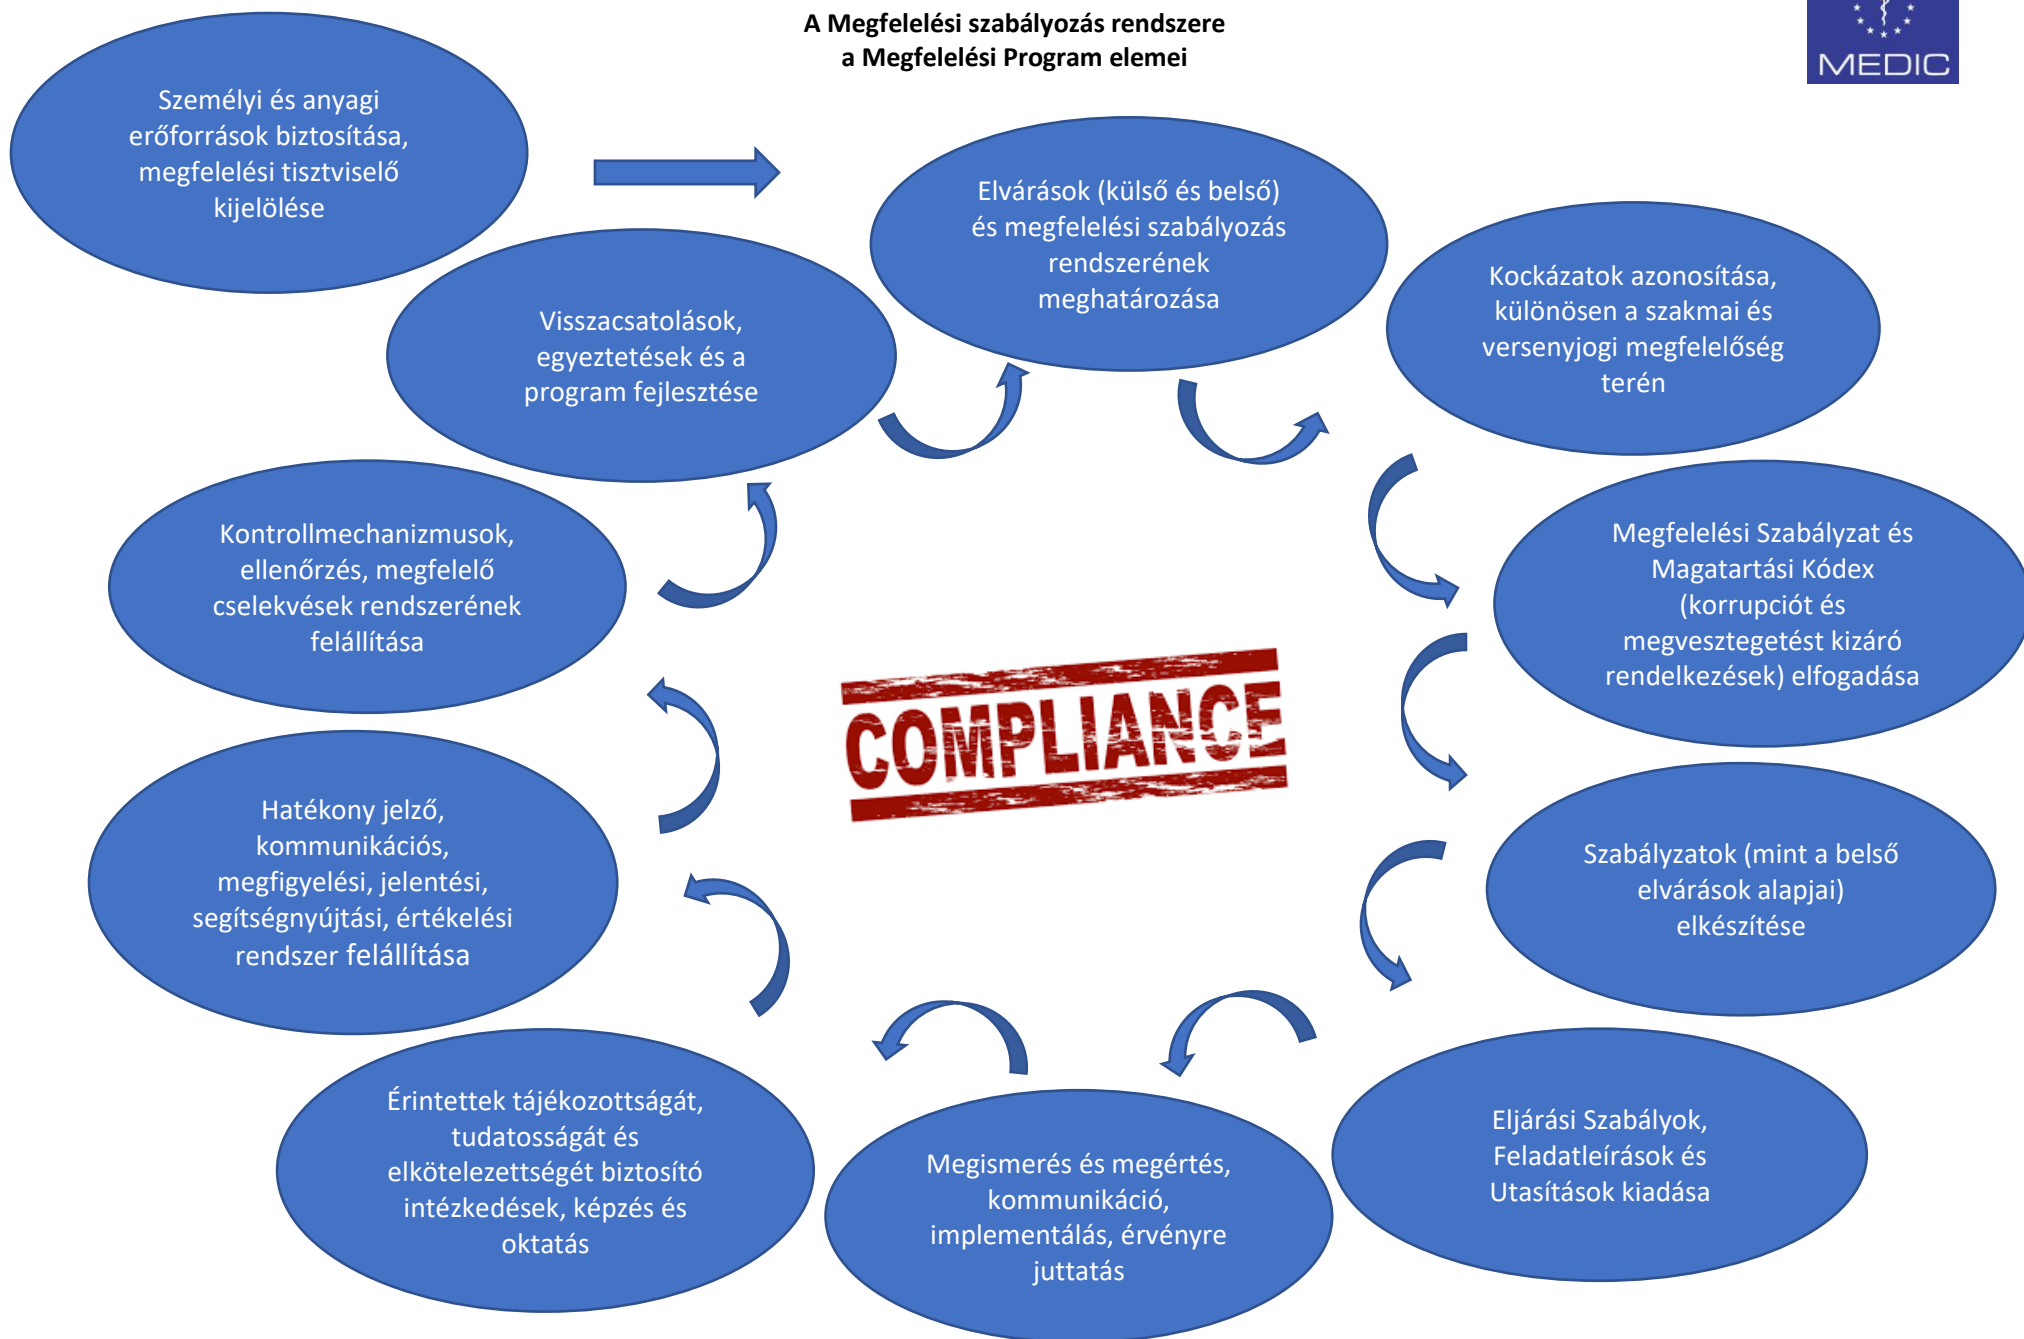 A Megfelelési szabályozás rendszere
a Megfelelési Program elemei
MEDIC
Személyi és anyagi
erőforrások biztosítása,
megfelelési tisztviselő
kijelölése
Elvárások (külső és belső)
és megfelelési szabályozás
rendszerének
meghatározása
Kockázatok azonosítása,
különösen a szakmai és
versenyjogi megfelelőség
terén
Megfelelési Szabályzat és
Magatartási Kódex
(korrupciót és
megvesztegetést kizáró
rendelkezések) elfogadása
Szabályzatok (mint a belső
elvárások alapjai)
elkészítése
Eljárási Szabályok,
Feladatleírások és
Utasítások kiadása
Megismerés és megértés,
kommunikáció,
implementálás, érvényre
juttatás
Érintettek tájékozottságát,
tudatosságát és
elkötelezettségét biztosító
intézkedések, képzés és
oktatás
Hatékony jelző,
kommunikációs,
megfigyelési, jelentési,
segítségnyújtási, értékelési
rendszer felállítása
Kontrollmechanizmusok,
ellenőrzés, megfelelő
cselekvések rendszerének
felállítása
Visszacsatolások,
egyeztetések és a
program fejlesztése
COMPLIANCE